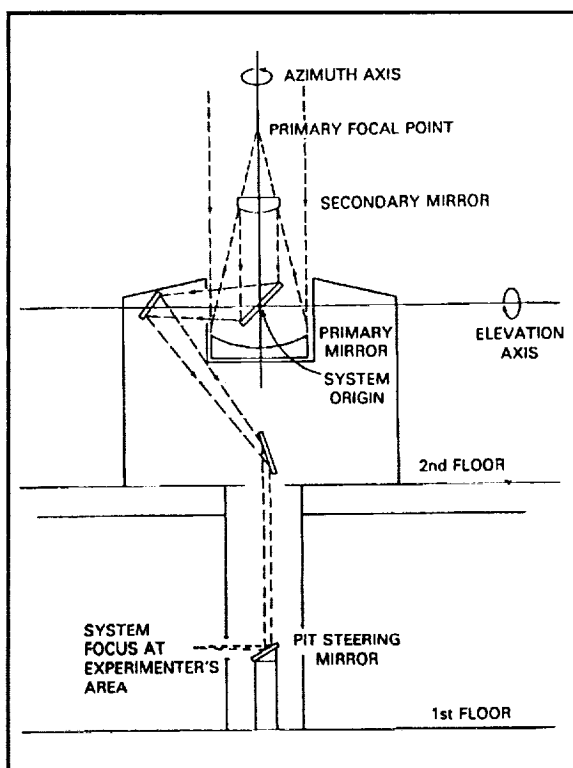 AZIMUTH AXIS
PRIMARY FOCAL POINT
SECONDARY MIRROR
PRIMARY
MIRROR
ELEVATION
AXIS
SYSTEM
ORIGIN
2nd FLOOR
SYSTEM
FOCUS AT
EXPERIMENTER'S
AREA
PIT STEERING
MIRROR
1st FLOOR